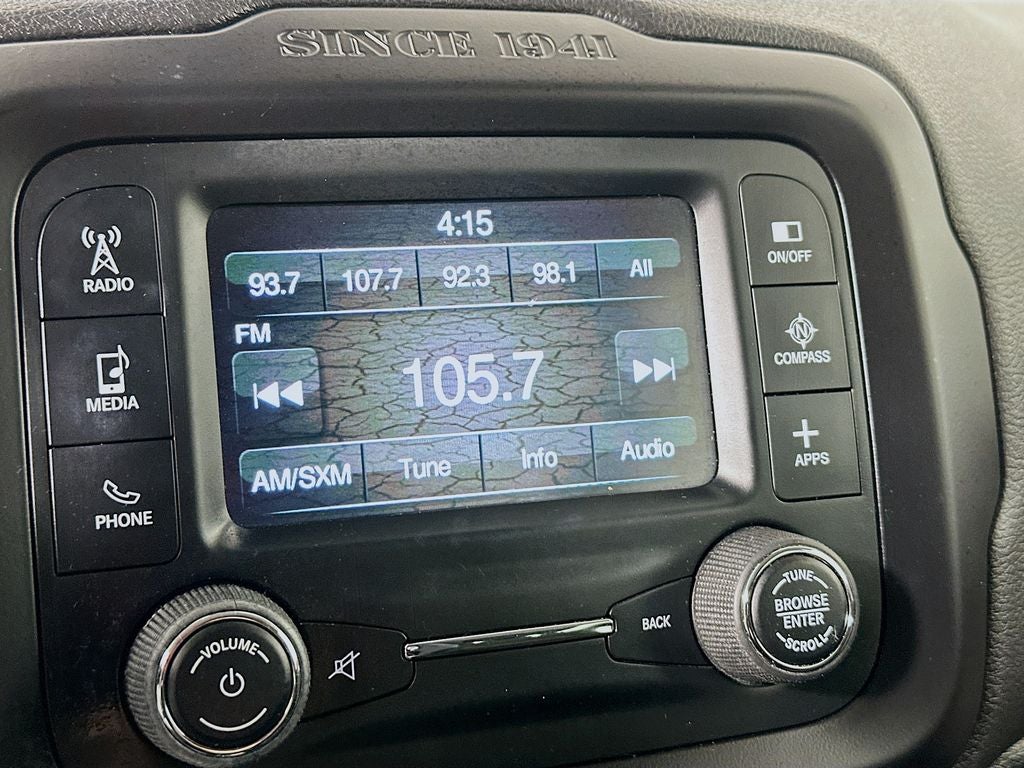 SINCE 1941
4:15
93.7 107.7 92.3 98.1 All
FM
105.7
AM/SXM Tune Info Audio
RADIO
MEDIA
PHONE
ON/OFF
N
COMPASS
APPS
VOLUME
BACK
TUNE
BROWSE
ENTER
SCROLL